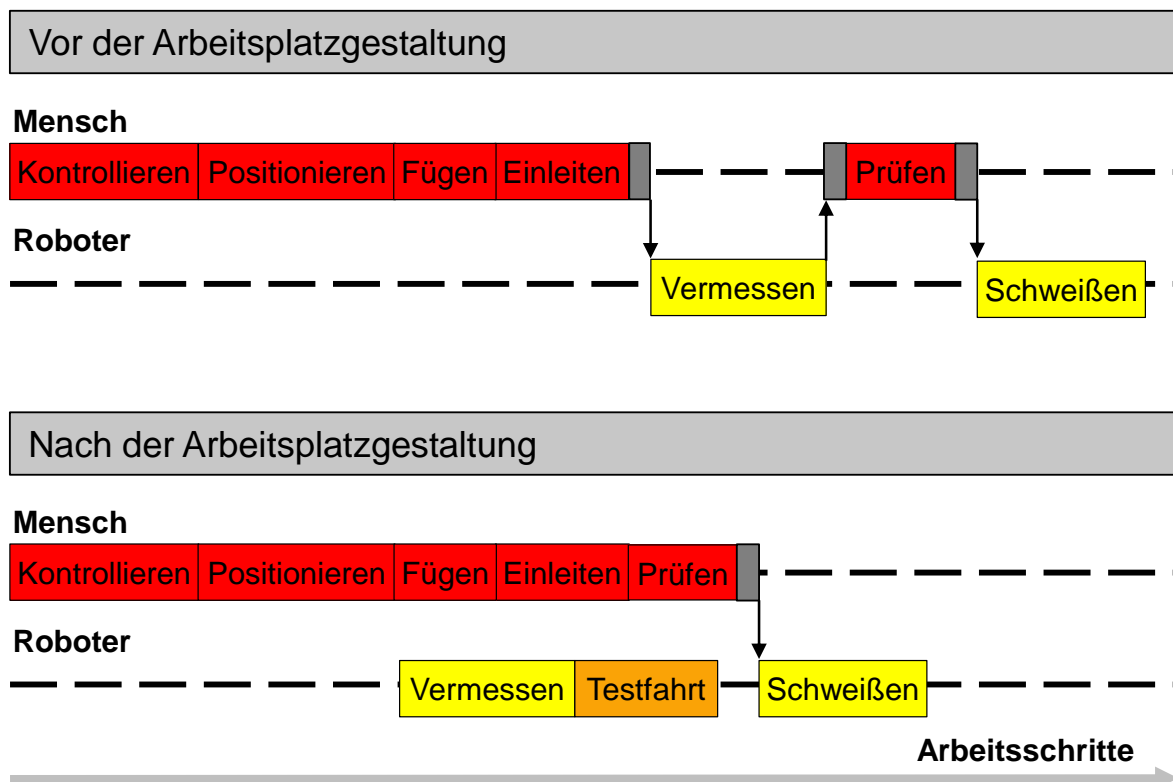 Vor der Arbeitsplatzgestaltung
Mensch
Kontrollieren Positionieren Fügen Einleiten Prüfen
Roboter
Vermessen Schweißen
Nach der Arbeitsplatzgestaltung
Mensch
Kontrollieren Positionieren Fügen Einleiten Prüfen
Roboter
Vermessen Testfahrt Schweißen
Arbeitsschritte